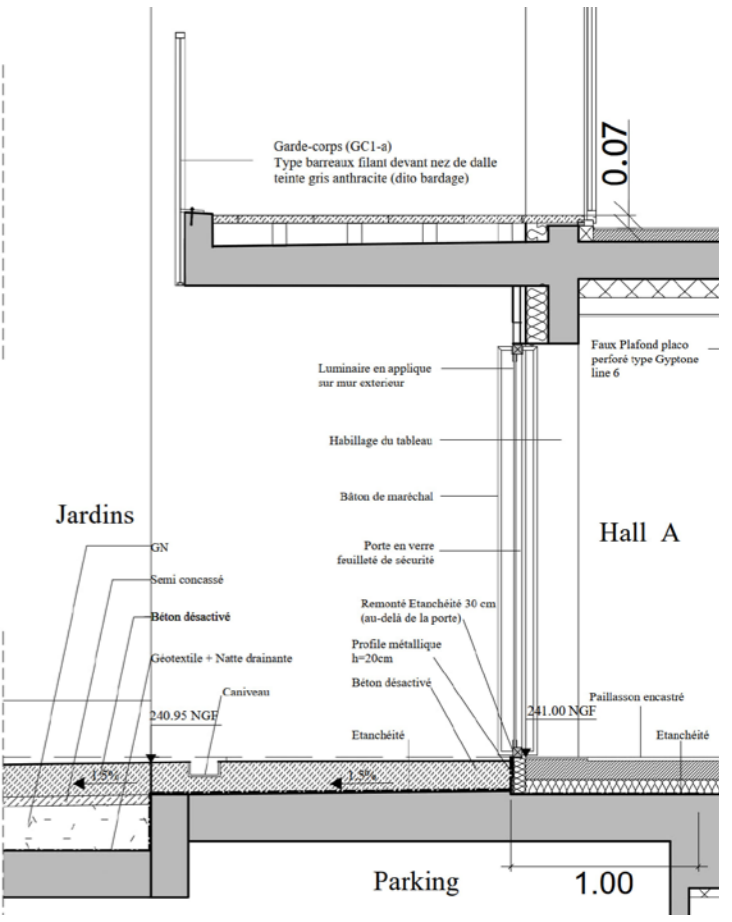 Garde-corps (GC1-a)
Type barreaux filant devant nez de dalle
teinte gris anthracite (dito bardage)
0.07
Faux Plafond placo
perforé type Gyptone
line 6
Luminaire en applique
sur mur exterieur
Habillage du tableau
Bâton de maréchal
Jardins
Hall A
GN
Porte en verre
feuilleté de sécurité
Semi concassé
Remonté Etanchéité 30 cm
(au-delà de la porte)
Béton désactivé
Profile métallique
h=20cm
Géotextile + Natte drainante
Béton désactivé
Caniveau
Paillasson encastré
240.95 NGF
241.00 NGF
Etanchéité
Etanchéité
1.5%
1.5%
Parking
1.00